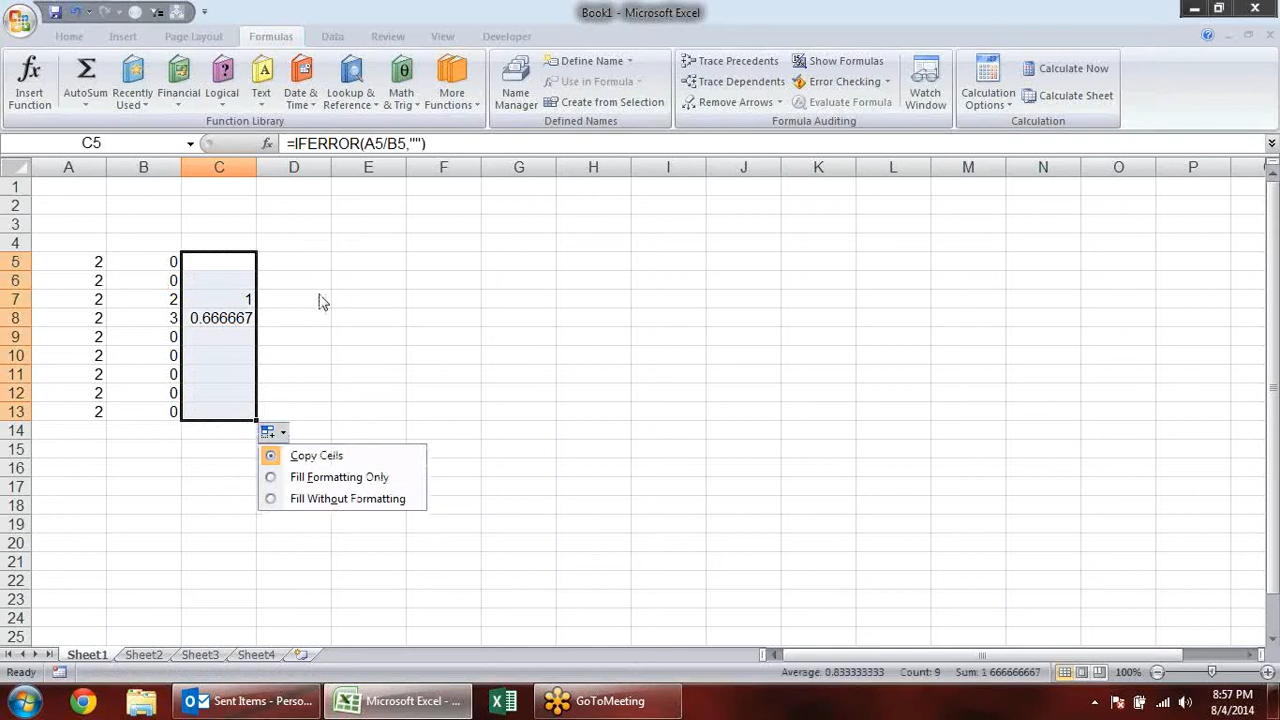 Book1 - Microsoft Excel
Home Insert Page Layout Formulas Data Review View Developer
Insert Function
AutoSum
Recently Used
Financial
Logical
Text
Date & Time
Lookup & Reference
Math & Trig
More Functions
Function Library
Name Manager
Define Name
Use in Formula
Create from Selection
Defined Names
Trace Precedents
Trace Dependents
Remove Arrows
Show Formulas
Error Checking
Evaluate Formula
Formula Auditing
Watch Window
Calculation Options
Calculate Now
Calculate Sheet
Calculation
C5 fx =IFERROR(A5/B5,"")
A B C D E F G H I J K L M N O P
1
2
3
4
5 2 0
6 2 0
7 2 2 1
8 2 3 0.666667
9 2 0
10 2 0
11 2 0
12 2 0
13 2 0
14
15
16
17
18
19
20
21
22
23
24
25
Copy Cells
Fill Formatting Only
Fill Without Formatting
Sheet1 Sheet2 Sheet3 Sheet4
Ready Average: 0.833333333 Count: 9 Sum: 1.666666667 100%
Sent Items - Perso...
Microsoft Excel - ...
GoToMeeting
8:57 PM
8/4/2014